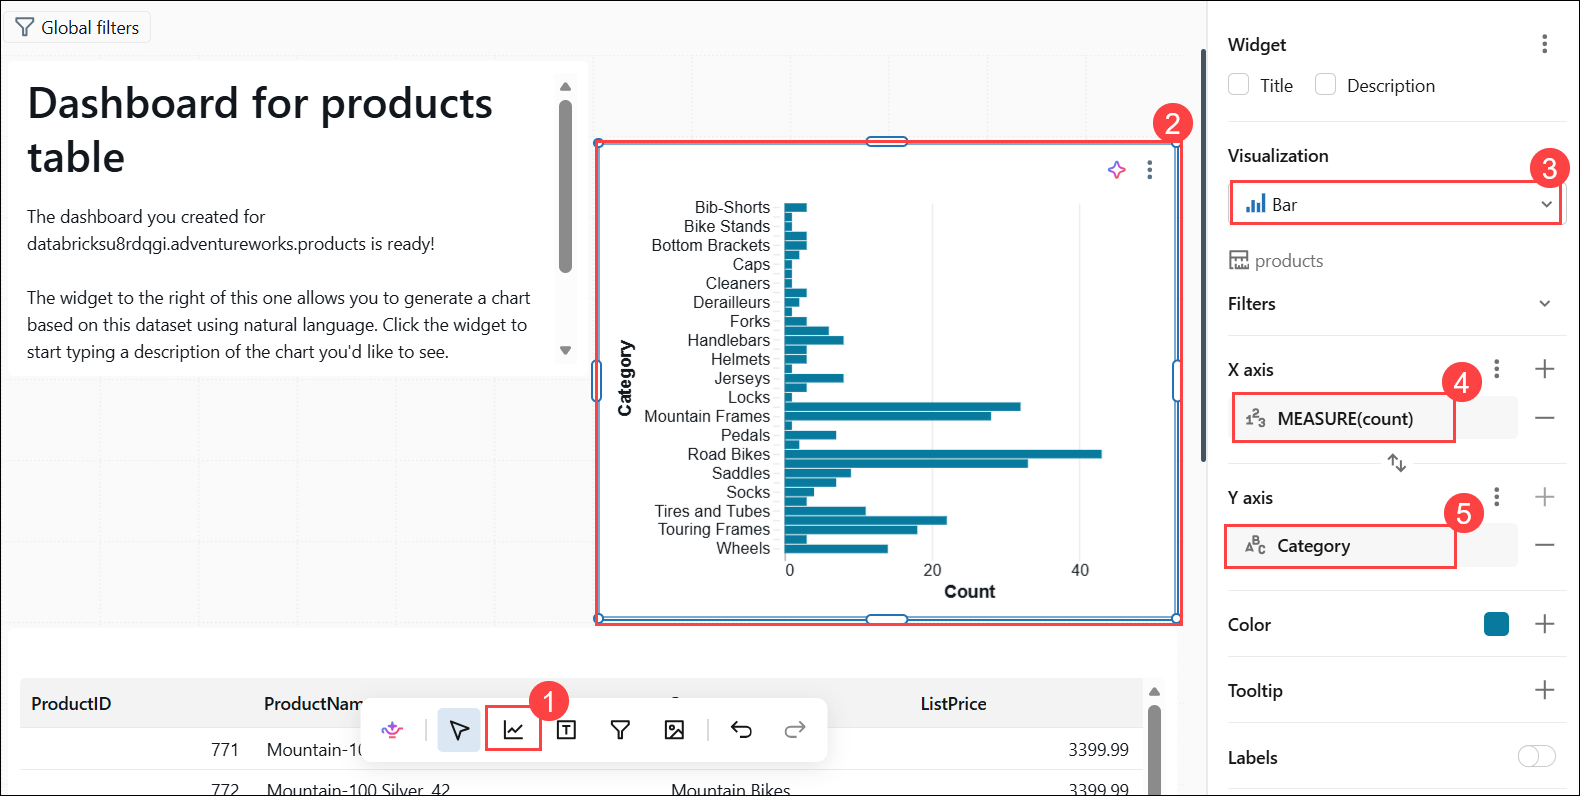 Global filters
Dashboard for products
table
The dashboard you created for
databricksu8rdqgi.adventureworks.products is ready!
The widget to the right of this one allows you to generate a chart
based on this dataset using natural language. Click the widget to
start typing a description of the chart you'd like to see.
2
Category
Bib-Shorts
Bike Stands
Bottom Brackets
Caps
Cleaners
Derailleurs
Forks
Handlebars
Helmets
Jerseys
Locks
Mountain Frames
Pedals
Road Bikes
Saddles
Socks
Tires and Tubes
Touring Frames
Wheels
0 20 40
Count
ProductID ProductNam ListPrice
1
771 Mountain-10 3399.99
772 Mountain-100 Silver, 42 Mountain Bikes 3399.99
Widget
Title Description
Visualization
3
Bar
products
Filters
X axis
4
MEASURE(count)
Y axis
5
Category
Color
Tooltip
Labels